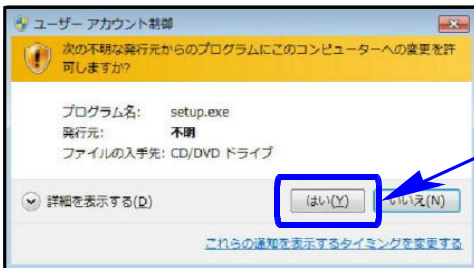 ユーザー アカウント制御
次の不明な発行元からのプログラムにこのコンピューターへの変更を許
可しますか?
プログラム名: setup.exe
発行元: 不明
ファイルの入手先: CD/DVD ドライブ
詳細を表示する(D) はい(Y) いいえ(N)
これらの通知を表示するタイミングを変更する